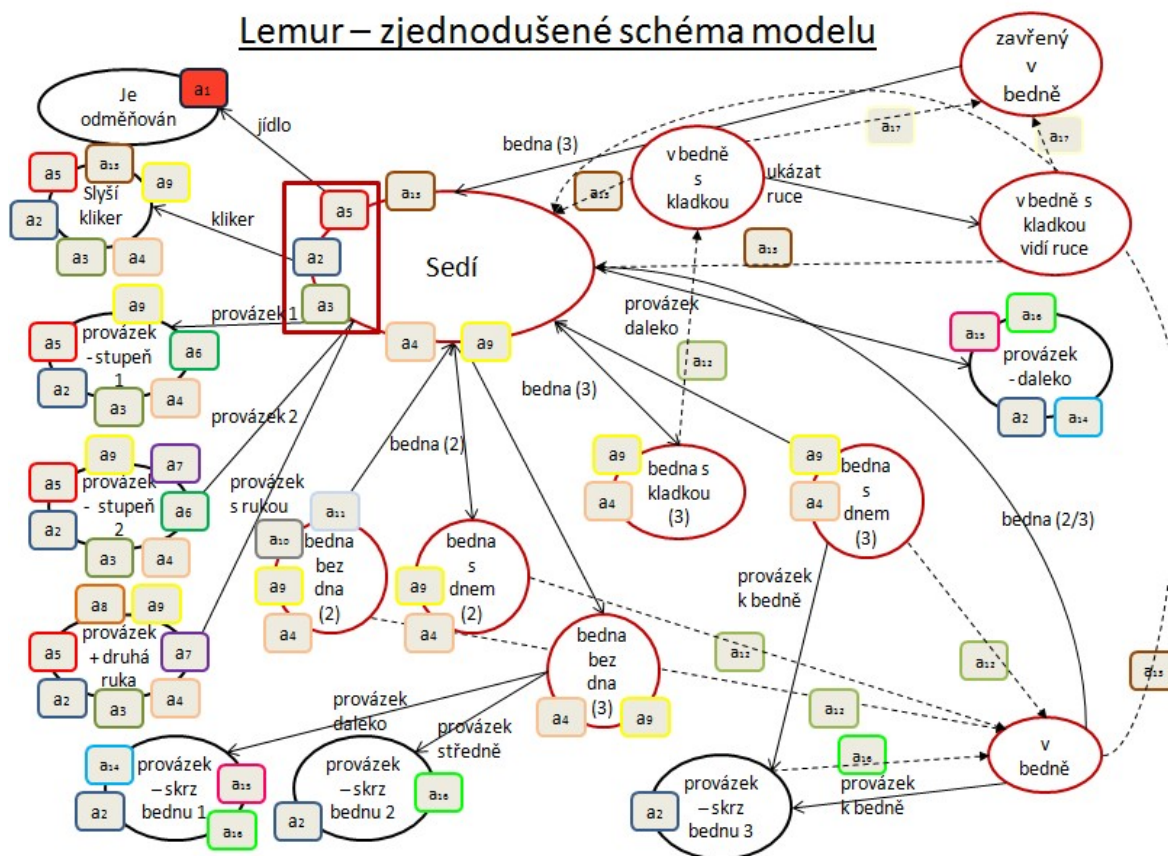 Lemur – zjednodušené schéma modelu
Je
odměňován
a₁
jídlo
a₅
a₁₃
a₉
Slyší
kliker
a₂
a₃
a₄
kliker
a₅
a₂
a₃
a₁₃
Sedí
a₄
a₉
bedna (3)
a₁₃
v bedně
s
kladkou
a₁₇
zavřený
v
bedně
a₁₇
ukázat
ruce
v bedně s
kladkou
vidí ruce
a₁₃
provázek 1
a₉
a₅
provázek
- stupeň
1
a₆
a₂
a₃
a₄
provázek 2
provázek
daleko
a₁₂
bedna (3)
a₁₅
a₁₆
provázek
- daleko
a₂
a₁₄
a₉
a₇
a₅
provázek
- stupeň
2
a₆
a₂
a₃
a₄
provázek
s rukou
bedna (2)
a₉
bedna s
kladkou
(3)
a₄
a₉
bedna
s
dnem
(3)
a₄
bedna (2/3)
a₁₁
a₁₀
bedna
bez
dna
(2)
a₉
a₄
bedna
s
dnem
(2)
a₉
a₄
provázek
k bedně
a₈
a₉
a₅
provázek
+ druhá
ruka
a₇
a₂
a₃
a₄
bedna
bez
dna
(3)
a₄
a₉
a₁₂
a₁₂
a₁₂
a₁₃
provázek
daleko
provázek
středně
a₁₄
provázek
– skrz
bednu 1
a₁₅
a₂
a₁₆
provázek
– skrz
bednu 2
a₁₆
a₂
provázek
– skrz
bednu 3
a₂
a₁₆
provázek
k bedně
v
bedně